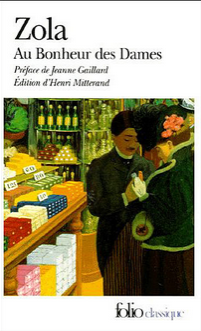 Zola
Au Bonheur des Dames
Préface de Jeanne Gaillard
Édition d'Henri Mitterand
folio classique